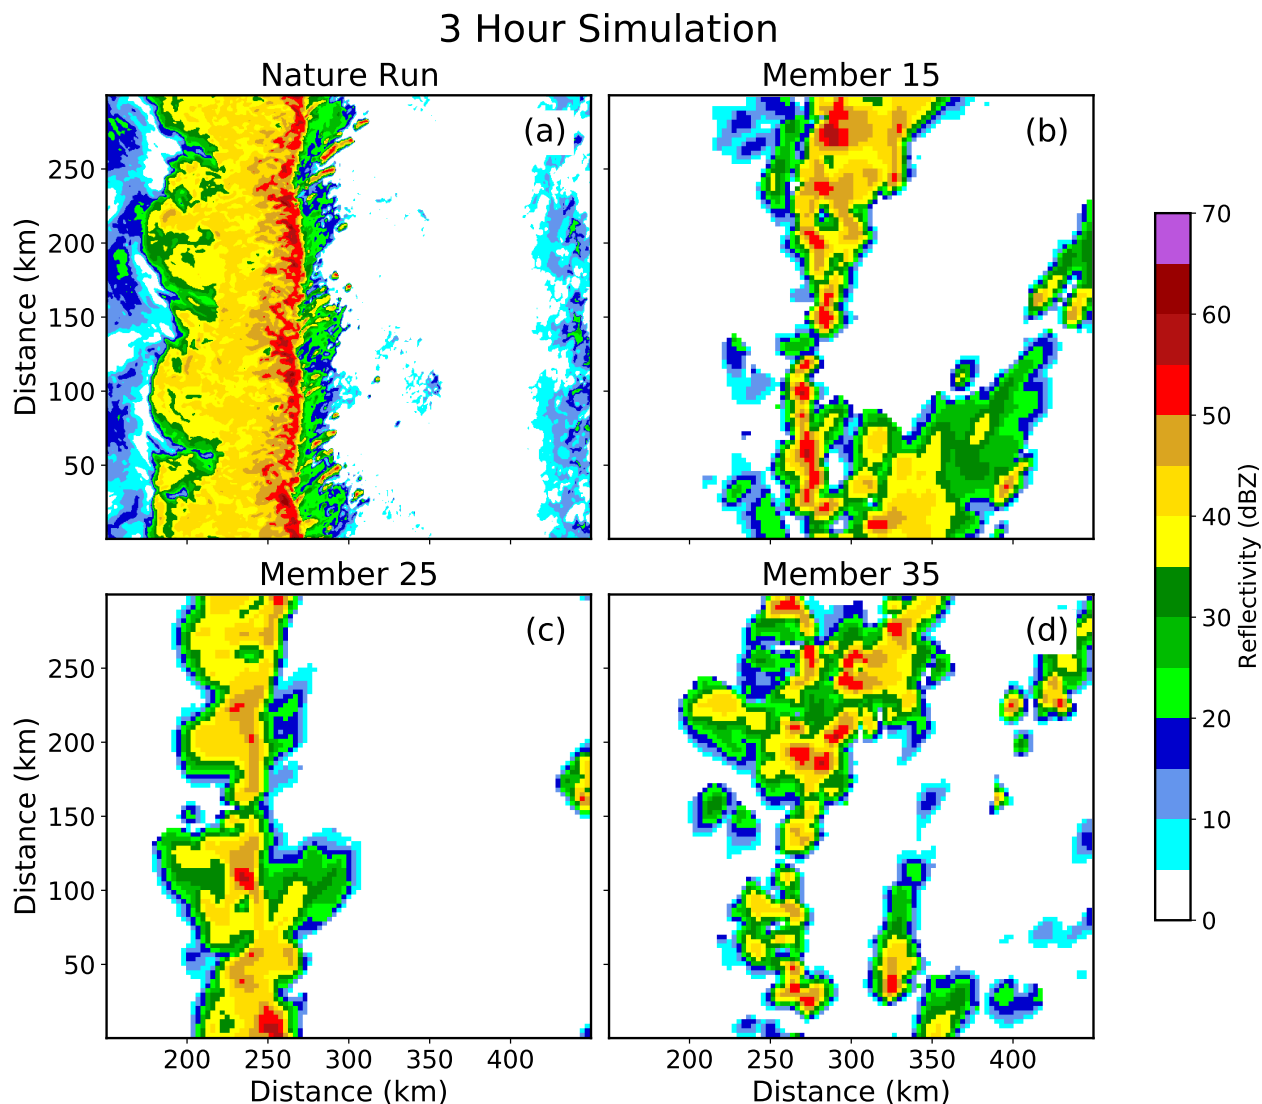 3 Hour Simulation
Nature Run
Member 15
(a)
(b)
250
200
150
100
50
Distance (km)
Member 25
Member 35
(c)
(d)
250
200
150
100
50
Distance (km)
200 250 300 350 400
200 250 300 350 400
Distance (km)
Distance (km)
70
60
50
40
30
20
10
0
Reflectivity (dBZ)